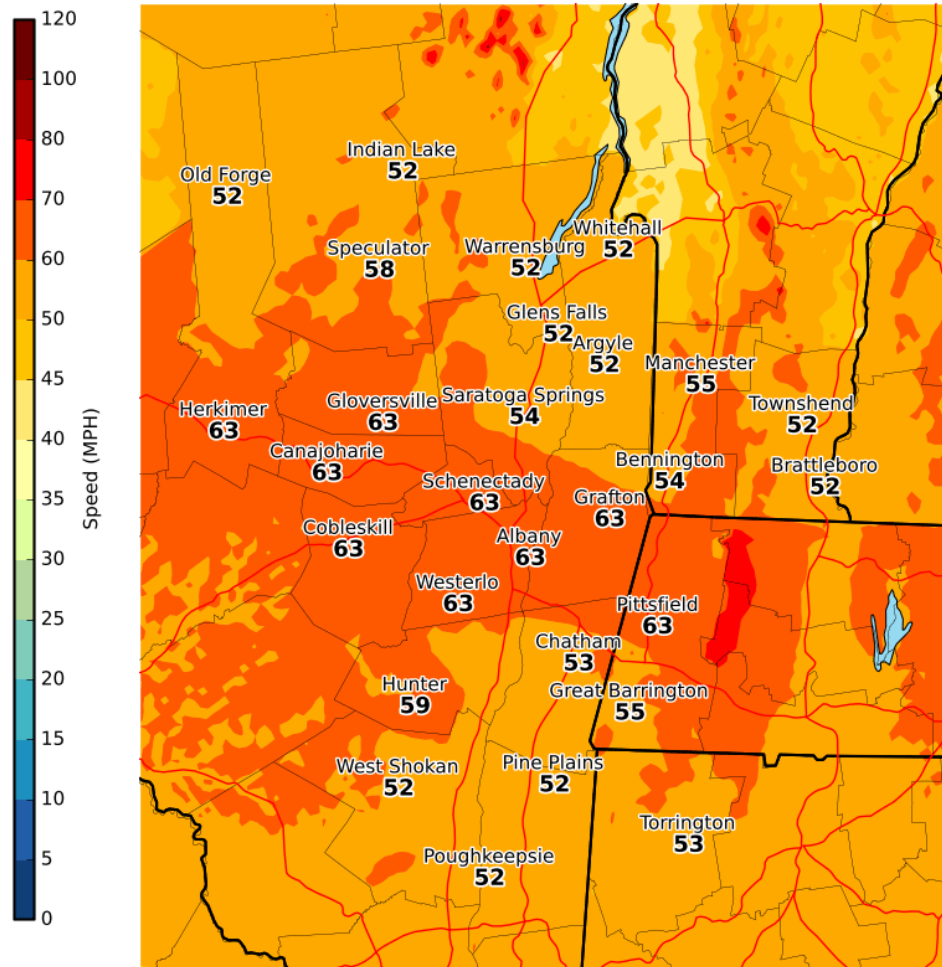 120
100
80
70
60
50
45
40
35
30
25
20
15
10
5
0
Speed (MPH)
Indian Lake
52
Old Forge
52
Whitehall
52
Speculator
58
Warrensburg
52
Glens Falls
52
Argyle
52
Manchester
55
Saratoga Springs
54
Gloversville
63
Herkimer
63
Townshend
52
Canajoharie
63
Bennington
54
Brattleboro
52
Schenectady
63
Grafton
63
Cobleskill
63
Albany
63
Westerlo
63
Pittsfield
63
Chatham
53
Hunter
59
Great Barrington
55
West Shokan
52
Pine Plains
52
Torrington
53
Poughkeepsie
52